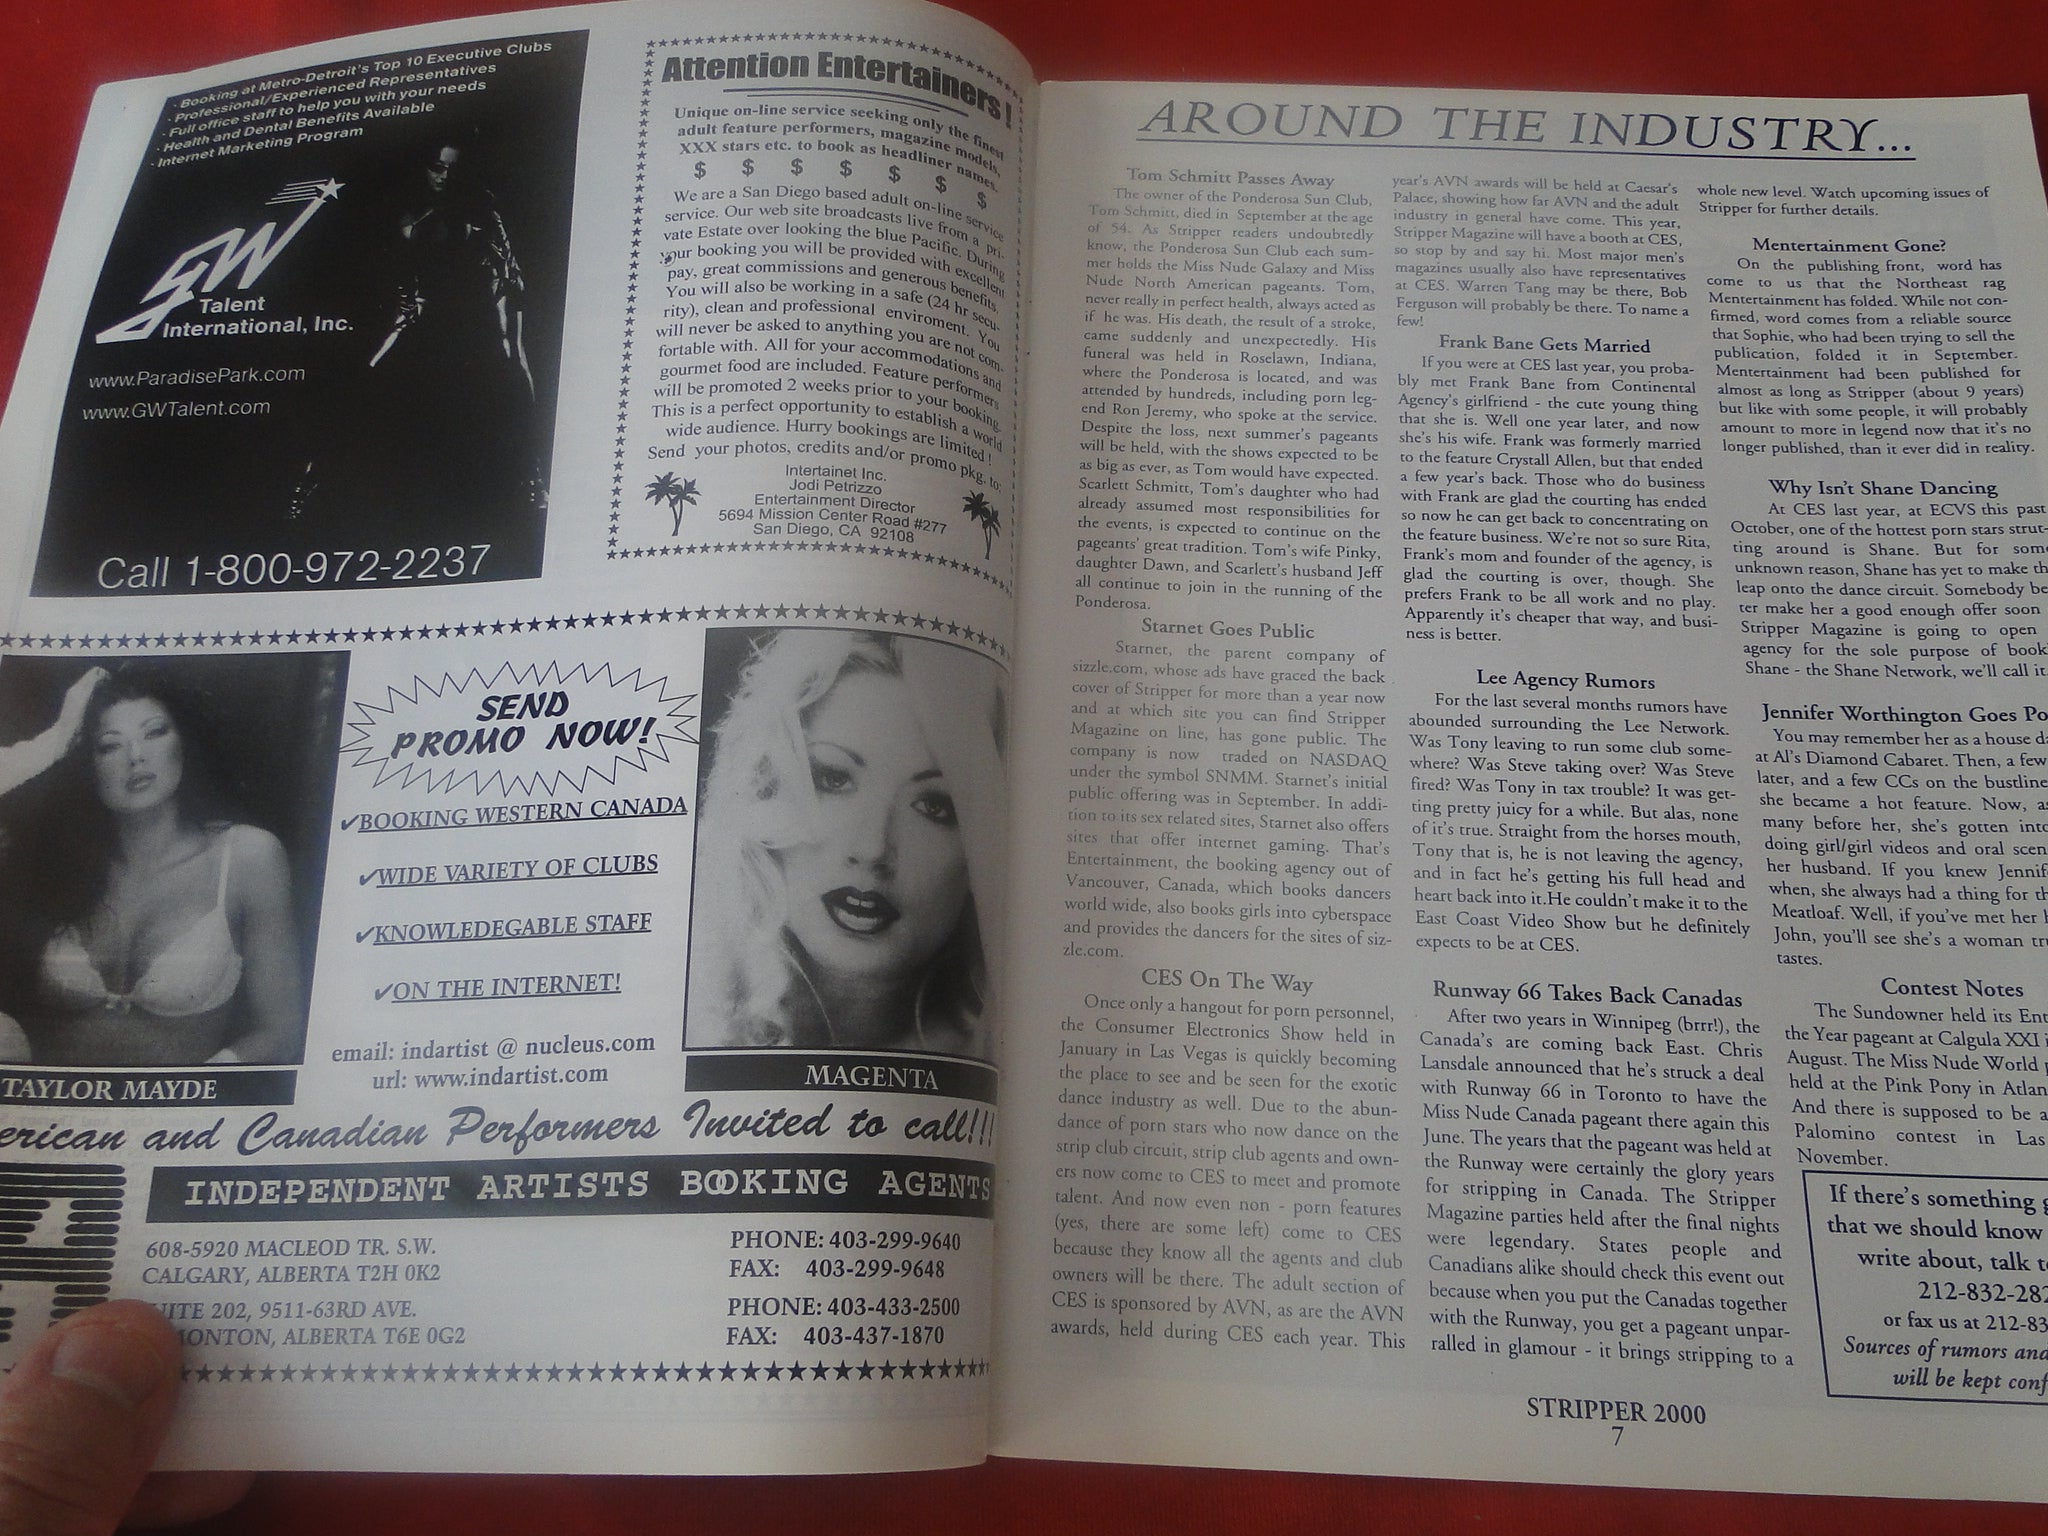 · Booking at Metro-Detroit's Top 10 Executive Clubs
· Professional/Experienced Representatives
· Full office staff to help you with your needs
· Health and Dental Benefits Available
· Internet Marketing Program
GW
Talent
International, Inc.
www.ParadisePark.com
www.GWTalent.com
Call 1-800-972-2237
Attention Entertainers !
Unique on-line service seeking only the finest
adult feature performers, magazine models,
XXX stars etc. to book as headliner names.
$ $ $ $ $ $ $
We are a San Diego based adult on-line service
service. Our web site broadcasts live from a pri-
vate Estate over looking the blue Pacific. During
your booking you will be provided with excellent
pay, great commissions and generous benefits.
You will also be working in a safe (24 hr secu-
rity), clean and professional enviroment. You
will never be asked to anything you are not com-
fortable with. All for your accommodations and
gourmet food are included. Feature performers
will be promoted 2 weeks prior to your booking.
This is a perfect opportunity to establish a world
wide audience. Hurry bookings are limited !
Send your photos, credits and/or promo pkg. to:
Intertainet Inc.
Jodi Petrizzo
Entertainment Director
5694 Mission Center Road #277
San Diego, CA 92108
SEND
PROMO NOW!
✓BOOKING WESTERN CANADA
✓WIDE VARIETY OF CLUBS
✓KNOWLEDEGABLE STAFF
✓ON THE INTERNET!
email: indartist @ nucleus.com
url: www.indartist.com
TAYLOR MAYDE
MAGENTA
erican and Canadian Performers Invited to call!!!
INDEPENDENT ARTISTS BOOKING AGENTS
608-5920 MACLEOD TR. S.W.
CALGARY, ALBERTA T2H 0K2
PHONE: 403-299-9640
FAX: 403-299-9648
UITE 202, 9511-63RD AVE.
MONTON, ALBERTA T6E 0G2
PHONE: 403-433-2500
FAX: 403-437-1870
AROUND THE INDUSTRY...
Tom Schmitt Passes Away
The owner of the Ponderosa Sun Club,
Tom Schmitt, died in September at the age
of 54. As Stripper readers undoubtedly
know, the Ponderosa Sun Club each sum-
mer holds the Miss Nude Galaxy and Miss
Nude North American pageants. Tom,
never really in perfect health, always acted as
if he was. His death, the result of a stroke,
came suddenly and unexpectedly. His
funeral was held in Roselawn, Indiana,
where the Ponderosa is located, and was
attended by hundreds, including porn leg-
end Ron Jeremy, who spoke at the service.
Despite the loss, next summer's pageants
will be held, with the shows expected to be
as big as ever, as Tom would have expected.
Scarlett Schmitt, Tom's daughter who had
already assumed most responsibilities for
the events, is expected to continue on the
pageants' great tradition. Tom's wife Pinky,
daughter Dawn, and Scarlett's husband Jeff
all continue to join in the running of the
Ponderosa.
Starnet Goes Public
Starnet, the parent company of
sizzle.com, whose ads have graced the back
cover of Stripper for more than a year now
and at which site you can find Stripper
Magazine on line, has gone public. The
company is now traded on NASDAQ
under the symbol SNMM. Starnet's initial
public offering was in September. In addi-
tion to its sex related sites, Starnet also offers
sites that offer internet gaming. That's
Entertainment, the booking agency out of
Vancouver, Canada, which books dancers
world wide, also books girls into cyberspace
and provides the dancers for the sites of siz-
zle.com.
CES On The Way
Once only a hangout for porn personnel,
the Consumer Electronics Show held in
January in Las Vegas is quickly becoming
the place to see and be seen for the exotic
dance industry as well. Due to the abun-
dance of porn stars who now dance on the
strip club circuit, strip club agents and own-
ers now come to CES to meet and promote
talent. And now even non - porn features
(yes, there are some left) come to CES
because they know all the agents and club
owners will be there. The adult section of
CES is sponsored by AVN, as are the AVN
awards, held during CES each year. This
year's AVN awards will be held at Caesar's
Palace, showing how far AVN and the adult
industry in general have come. This year,
Stripper Magazine will have a booth at CES,
so stop by and say hi. Most major men's
magazines usually also have representatives
at CES. Warren Tang may be there, Bob
Ferguson will probably be there. To name a
few!
Frank Bane Gets Married
If you were at CES last year, you proba-
bly met Frank Bane from Continental
Agency's girlfriend - the cute young thing
that she is. Well one year later, and now
she's his wife. Frank was formerly married
to the feature Crystall Allen, but that ended
a few year's back. Those who do business
with Frank are glad the courting has ended
so now he can get back to concentrating on
the feature business. We're not so sure Rita,
Frank's mom and founder of the agency, is
glad the courting is over, though. She
prefers Frank to be all work and no play.
Apparently it's cheaper that way, and busi-
ness is better.
Lee Agency Rumors
For the last several months rumors have
abounded surrounding the Lee Network.
Was Tony leaving to run some club some-
where? Was Steve taking over? Was Steve
fired? Was Tony in tax trouble? It was get-
ting pretty juicy for a while. But alas, none
of it's true. Straight from the horses mouth,
Tony that is, he is not leaving the agency,
and in fact he's getting his full head and
heart back into it.He couldn't make it to the
East Coast Video Show but he definitely
expects to be at CES.
Runway 66 Takes Back Canadas
After two years in Winnipeg (brrr!), the
Canada's are coming back East. Chris
Lansdale announced that he's struck a deal
with Runway 66 in Toronto to have the
Miss Nude Canada pageant there again this
June. The years that the pageant was held at
the Runway were certainly the glory years
for stripping in Canada. The Stripper
Magazine parties held after the final nights
were legendary. States people and
Canadians alike should check this event out
because when you put the Canadas together
with the Runway, you get a pageant unpar-
ralled in glamour - it brings stripping to a
whole new level. Watch upcoming issues of
Stripper for further details.
Mentertainment Gone?
On the publishing front, word has
come to us that the Northeast rag
Mentertainment has folded. While not con-
firmed, word comes from a reliable source
that Sophie, who had been trying to sell the
publication, folded it in September.
Mentertainment had been published for
almost as long as Stripper (about 9 years)
but like with some people, it will probably
amount to more in legend now that it's no
longer published, than it ever did in reality.
Why Isn't Shane Dancing
At CES last year, at ECVS this past
October, one of the hottest porn stars strut-
ting around is Shane. But for som
unknown reason, Shane has yet to make th
leap onto the dance circuit. Somebody be
ter make her a good enough offer soon
Stripper Magazine is going to open
agency for the sole purpose of book
Shane - the Shane Network, we'll call it.
Jennifer Worthington Goes Po
You may remember her as a house da
at Al's Diamond Cabaret. Then, a few
later, and a few CCs on the bustline
she became a hot feature. Now, as
many before her, she's gotten into
doing girl/girl videos and oral scen
her husband. If you knew Jennif
when, she always had a thing for th
Meatloaf. Well, if you've met her h
John, you'll see she's a woman tr
tastes.
Contest Notes
The Sundowner held its Ent
the Year pageant at Calgula XXI i
August. The Miss Nude World p
held at the Pink Pony in Atlan
And there is supposed to be a
Palomino contest in Las
November.
If there's something g
that we should know
write about, talk t
212-832-282
or fax us at 212-83
Sources of rumors and
will be kept conf
STRIPPER 2000
7